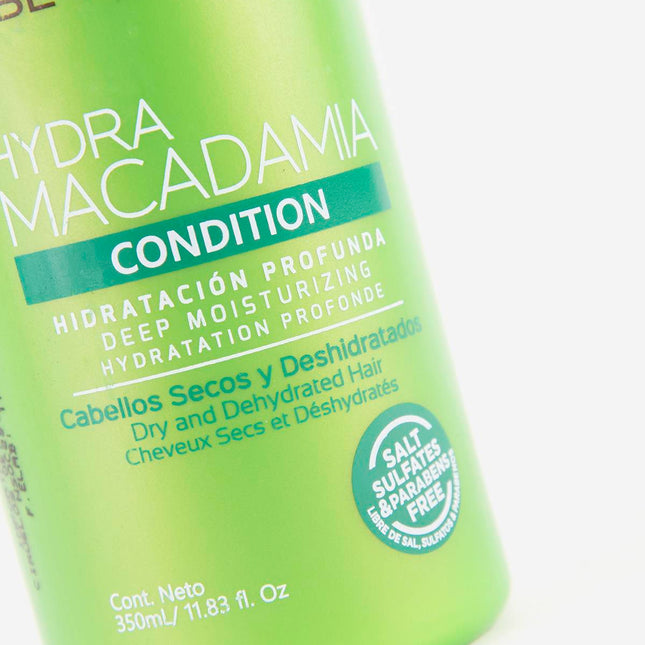 HYDRA
MACADAMIA
CONDITION
HIDRATACIÓN PROFUNDA
DEEP MOISTURIZING
HYDRATATION PROFONDE
Cabellos Secos y Deshidratados
Dry and Dehydrated Hair
Cheveux Secs et Déshydratés
SALT
SULFATES
&PARABENS
FREE
LIBRE DE SAL, SULFATOS & PARABENOS
Cont. Neto
350mL/ 11.83 fl. Oz